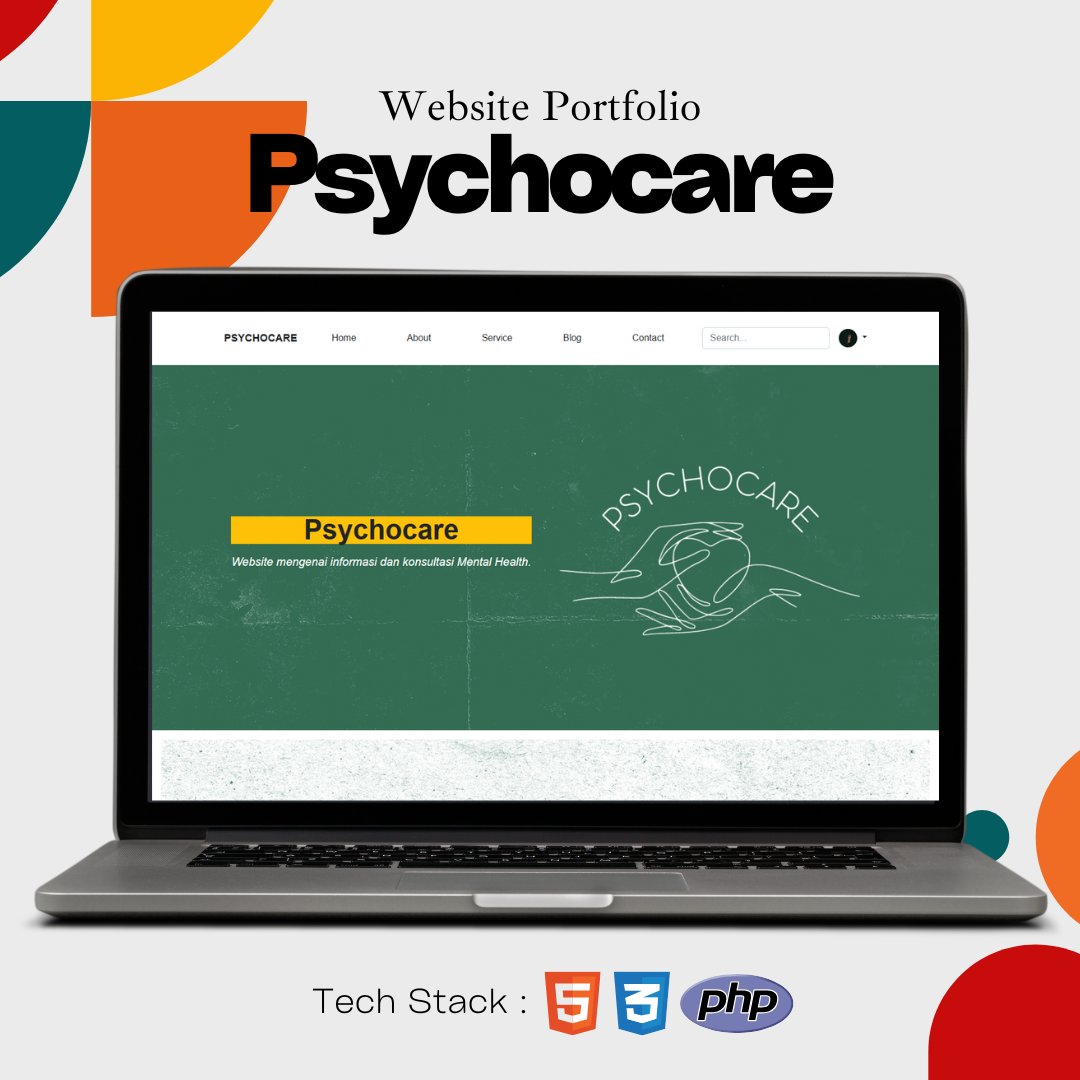 Website Portfolio
Psychocare
PSYCHOCARE Home About Service Blog Contact Search...
PSYCHOCARE
Psychocare
Website mengenai informasi dan konsultasi Mental Health.
Tech Stack : 5 3 php